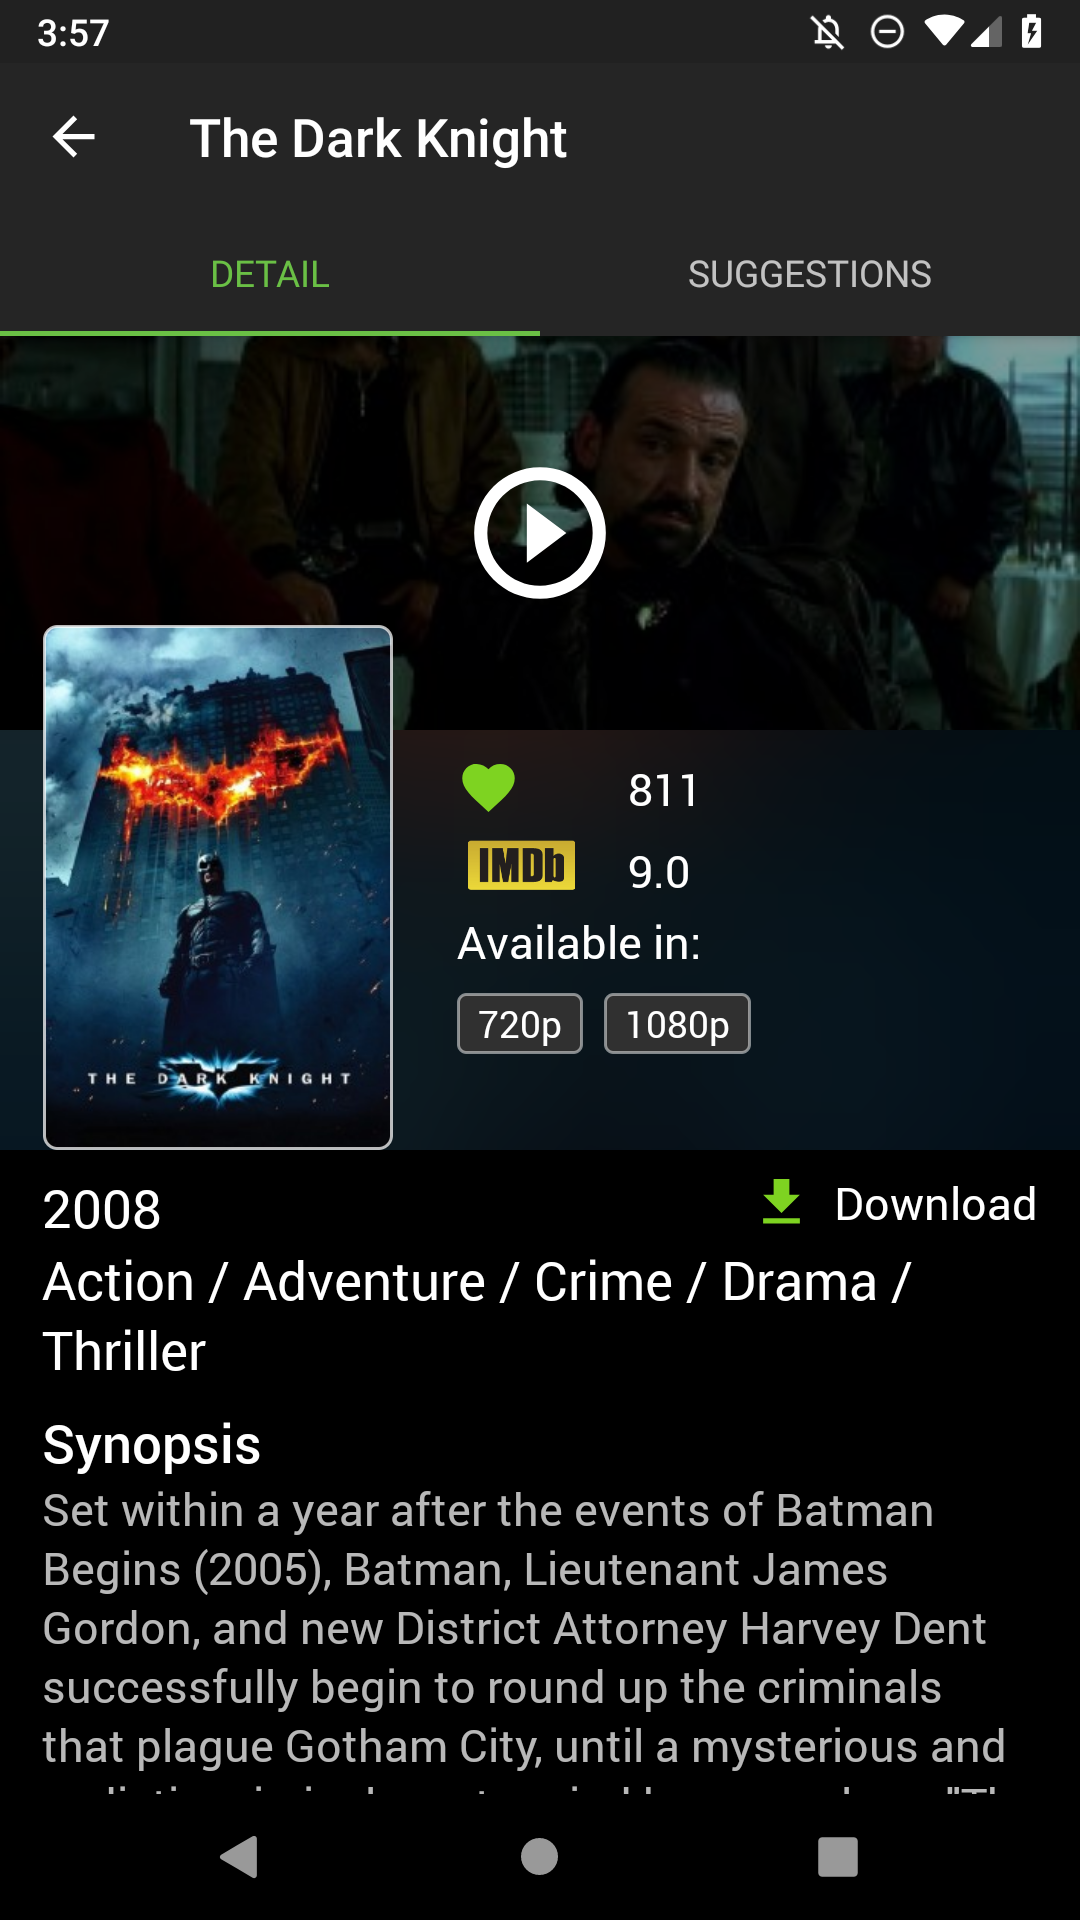 3:57
The Dark Knight
DETAIL
SUGGESTIONS
811
IMDb
9.0
Available in:
720p
1080p
THE DARK KNIGHT
2008
Download
Action / Adventure / Crime / Drama /
Thriller
Synopsis
Set within a year after the events of Batman
Begins (2005), Batman, Lieutenant James
Gordon, and new District Attorney Harvey Dent
successfully begin to round up the criminals
that plague Gotham City, until a mysterious and